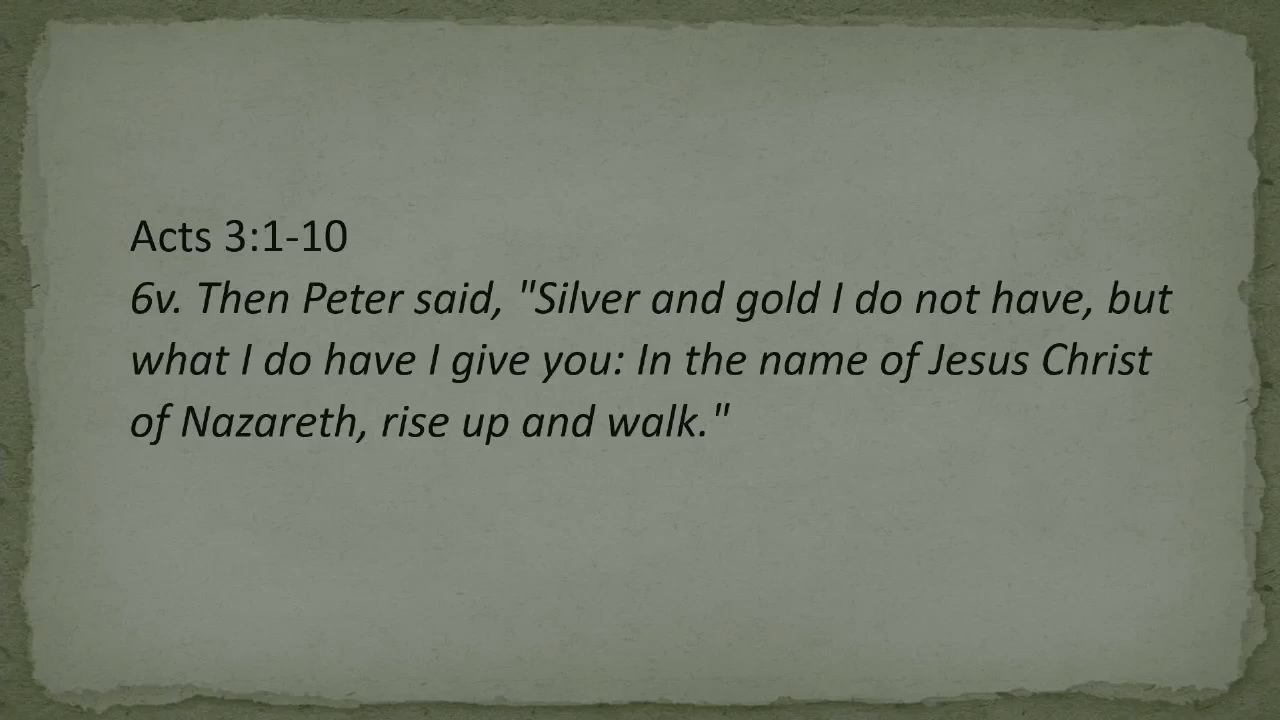 Acts 3:1-10
6v. Then Peter said, "Silver and gold I do not have, but
what I do have I give you: In the name of Jesus Christ
of Nazareth, rise up and walk."